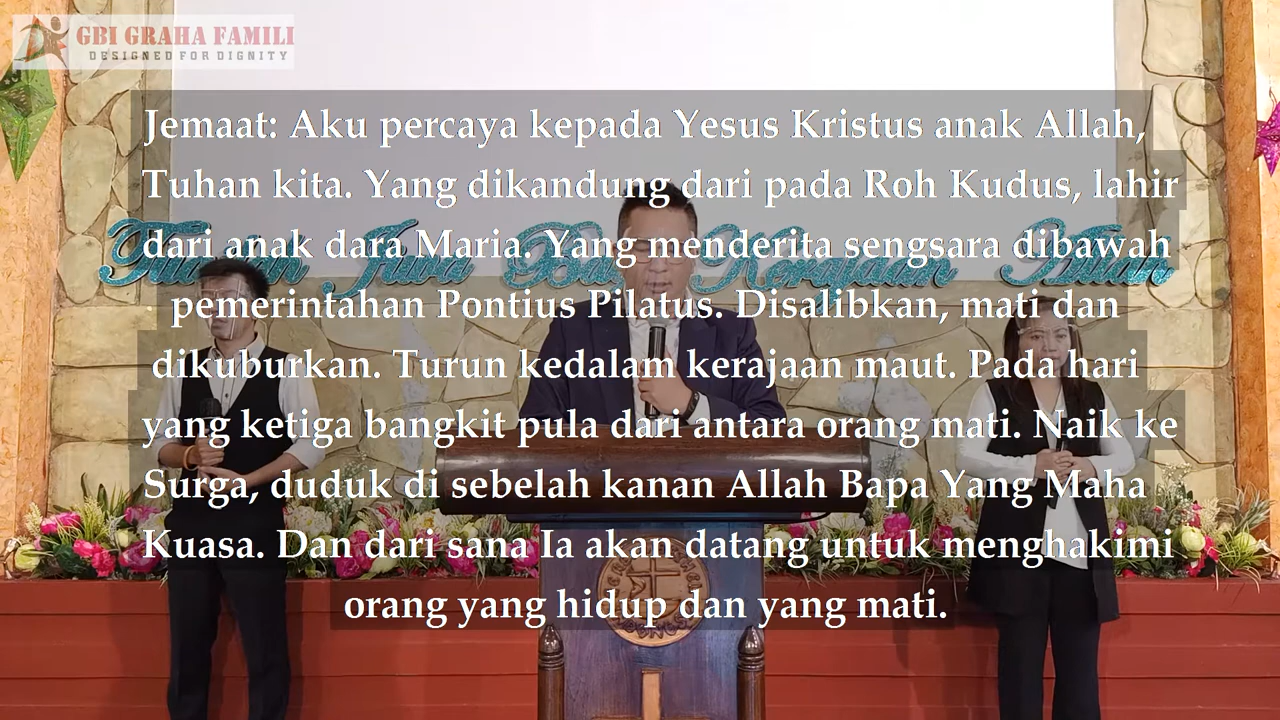 GBI GRAHA FAMILI
DESIGNED FOR DIGNITY
Jemaat: Aku percaya kepada Yesus Kristus anak Allah,
Tuhan kita. Yang dikandung dari pada Roh Kudus, lahir
dari anak dara Maria. Yang menderita sengsara dibawah
pemerintahan Pontius Pilatus. Disalibkan, mati dan
dikuburkan. Turun kedalam kerajaan maut. Pada hari
yang ketiga bangkit pula dari antara orang mati. Naik ke
Surga, duduk di sebelah kanan Allah Bapa Yang Maha
Kuasa. Dan dari sana Ia akan datang untuk menghakimi
orang yang hidup dan yang mati.
Kerajaan